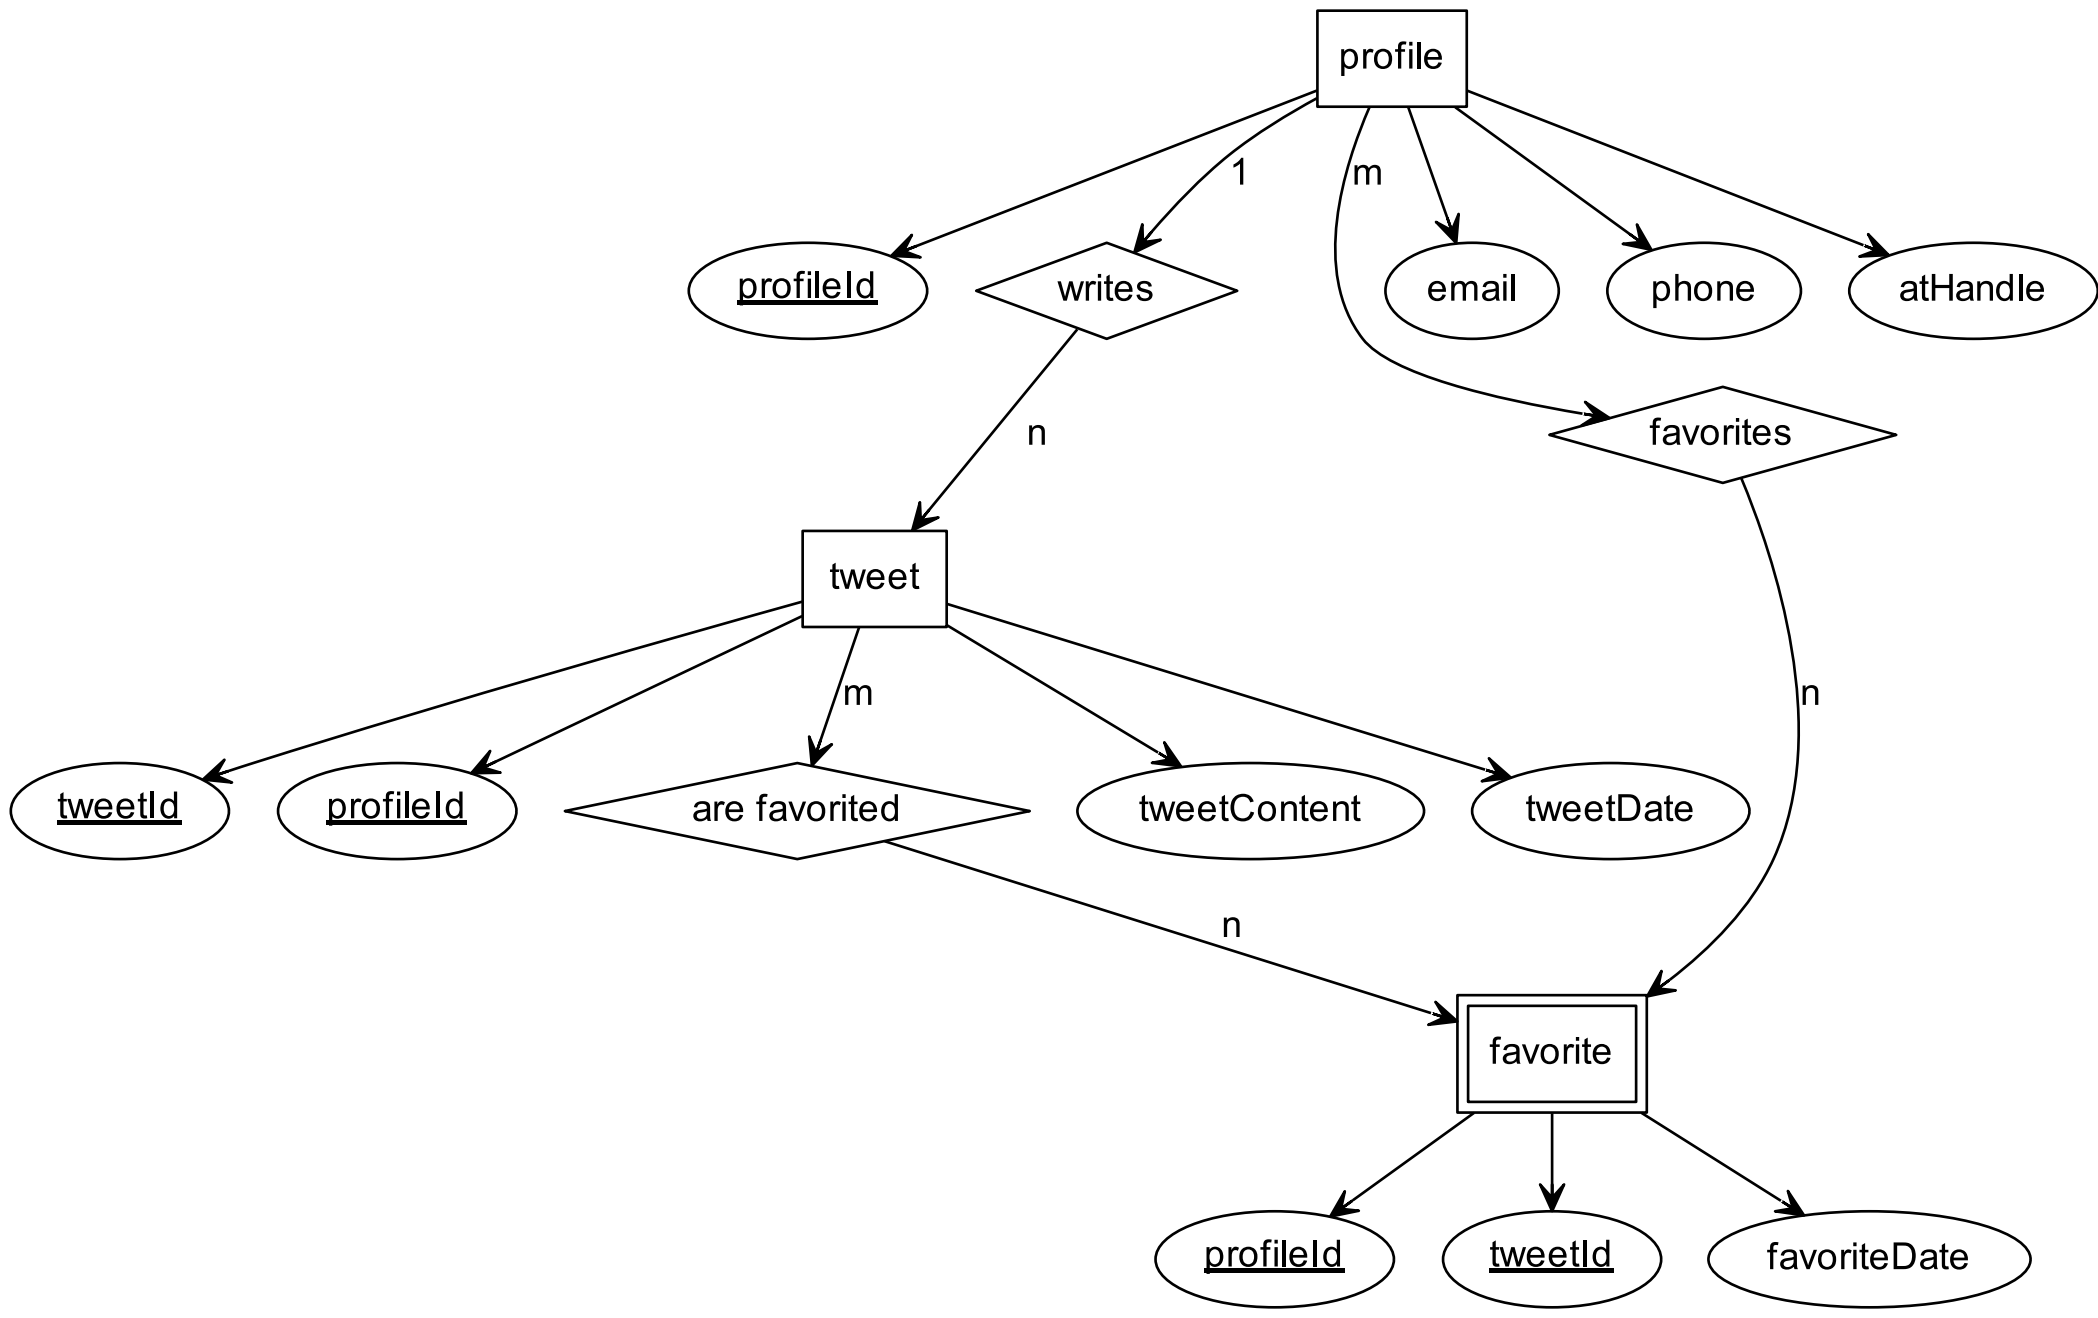 profile
1
m
profileId
writes
email
phone
atHandle
n
favorites
tweet
m
n
tweetId
profileId
are favorited
tweetContent
tweetDate
n
favorite
profileId
tweetId
favoriteDate